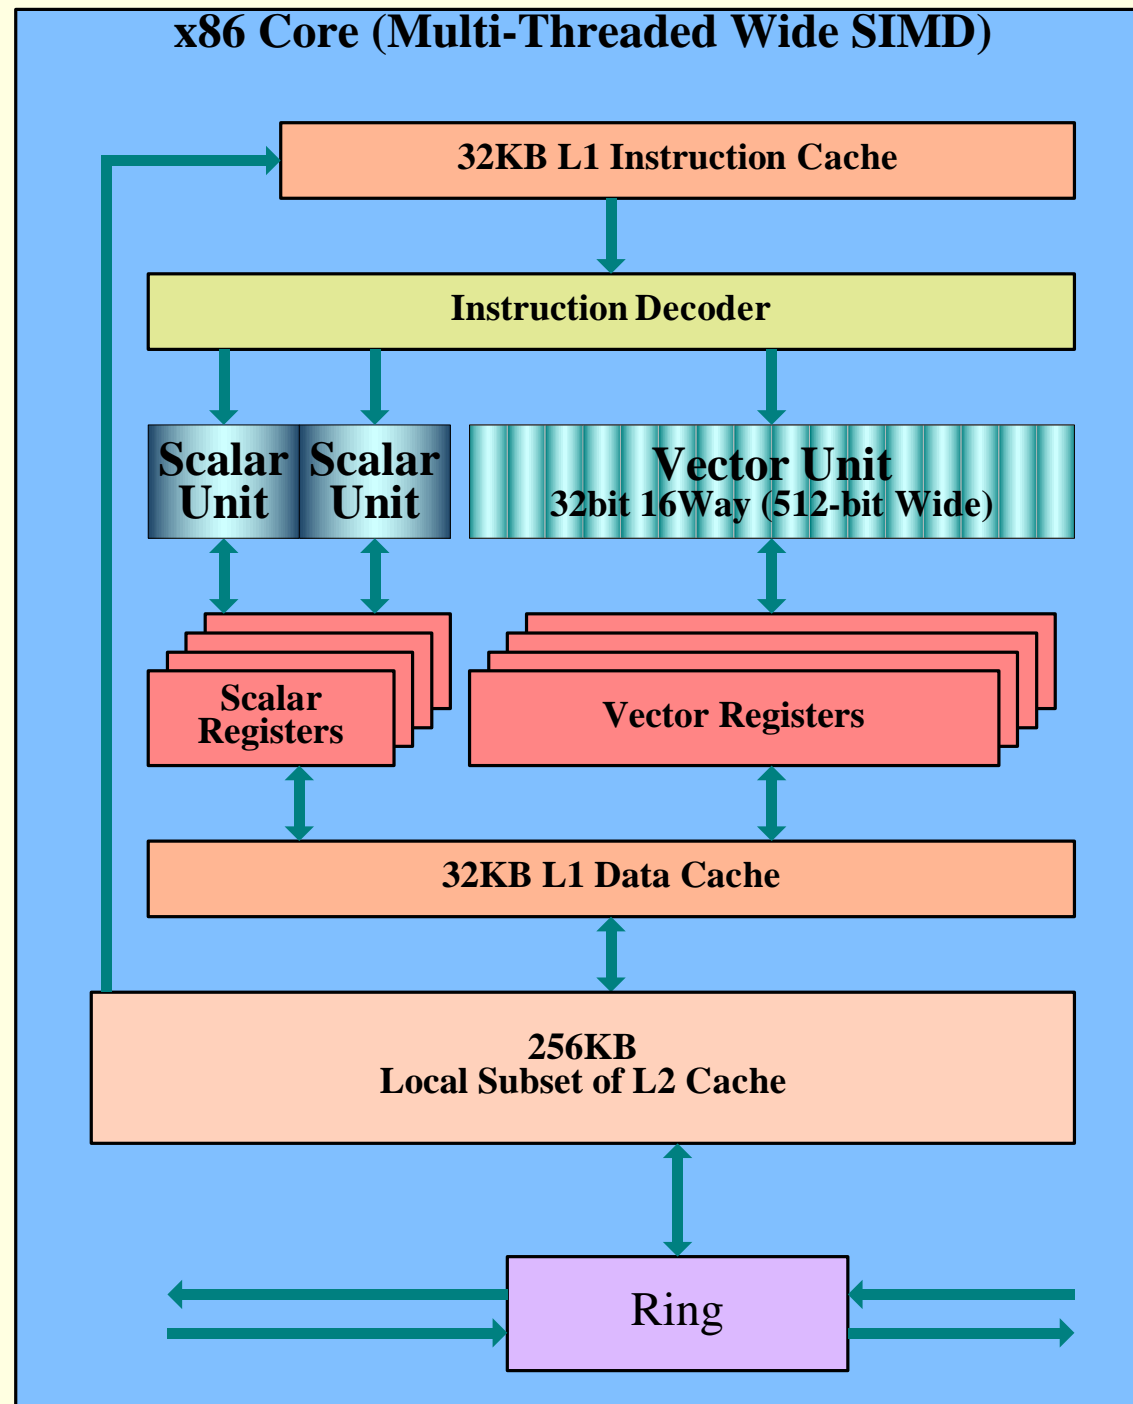 x86 Core (Multi-Threaded Wide SIMD)
32KB L1 Instruction Cache
Instruction Decoder
Scalar
Unit
Scalar
Unit
Vector Unit
32bit 16Way (512-bit Wide)
Scalar
Registers
Vector Registers
32KB L1 Data Cache
256KB
Local Subset of L2 Cache
Ring